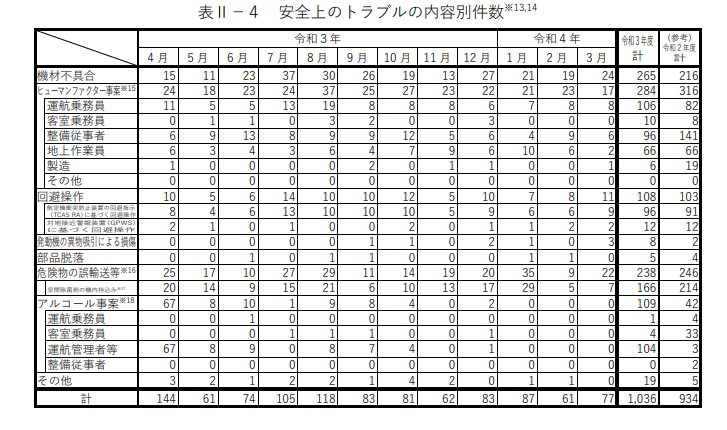 表Ⅱ－４　安全上のトラブルの内容別件数※13,14
令和３年 令和４年 令和３年度計 （参考）令和２年度累計
４月 ５月 ６月 ７月 ８月 ９月 10月 11月 12月 １月 ２月 ３月
機材不具合 15 11 23 37 30 26 19 13 27 21 19 24 265 216
ヒューマンファクター事案※15 24 18 23 24 37 25 27 23 22 21 23 17 284 316
運航乗務員 11 5 5 13 19 8 8 8 6 7 8 8 106 82
客室乗務員 0 1 1 0 3 2 0 0 3 0 0 0 10 8
整備従事者 6 9 13 8 9 9 12 5 6 4 9 6 96 141
地上作業員 6 3 4 3 6 4 7 9 6 10 6 2 66 66
製造 1 0 0 0 0 2 0 1 1 0 0 1 6 19
その他 0 0 0 0 0 0 0 0 0 0 0 0 0 0
回避操作 10 5 6 14 10 10 12 5 10 7 8 11 108 103
航空機衝突防止装置の回避指示（TCAS RA）に基づく回避操作 8 4 6 13 10 10 10 5 9 6 6 9 96 91
対地接近警報装置（GPWS）に基づく回避操作 2 1 0 1 0 0 2 0 1 1 2 2 12 12
発動機の異物吸引による損傷 0 0 0 0 0 1 1 0 2 1 0 3 8 2
部品脱落 0 0 1 0 1 1 0 0 0 1 1 0 5 4
危険物の誤輸送等※16 25 17 10 27 29 11 14 19 20 35 9 22 238 246
空間除菌剤の機内持込み※17 20 14 9 15 21 6 10 13 17 29 5 7 166 214
アルコール事案※18 67 8 10 1 9 8 4 0 2 0 0 0 109 42
運航乗務員 0 0 1 0 0 0 0 0 0 0 0 0 1 4
客室乗務員 0 0 0 1 1 1 0 0 1 0 0 0 4 33
運航管理者等 67 8 9 0 8 7 4 0 1 0 0 0 104 3
整備従事者 0 0 0 0 0 0 0 0 0 0 0 0 0 2
その他 3 2 1 2 2 1 4 2 0 1 1 0 19 5
計 144 61 74 105 118 83 81 62 83 87 61 77 1,036 934